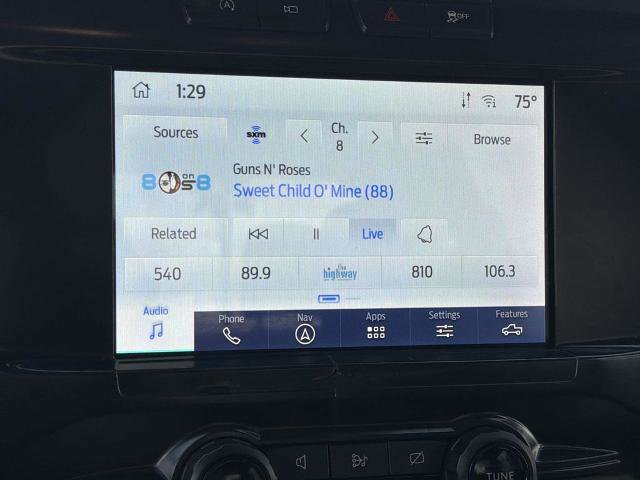 OFF
1:29
75°
Sources
sxm
Ch.
8
Browse
80s on 8
Guns N' Roses
Sweet Child O' Mine (88)
Related
Live
540
89.9
the highway
810
106.3
Audio
Phone
Nav
Apps
Settings
Features
TUNE